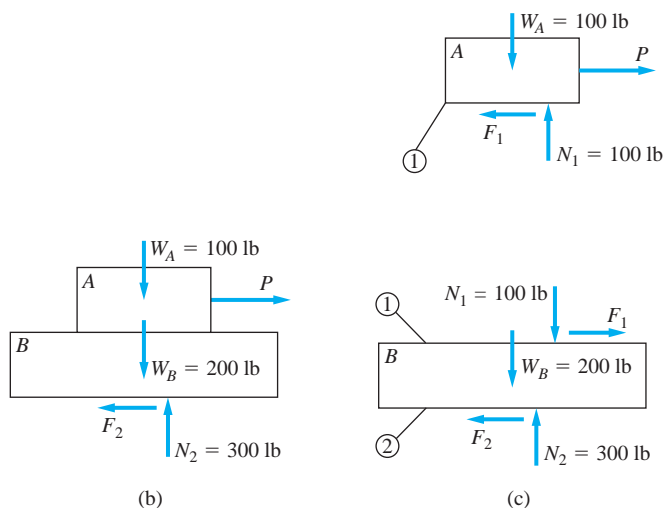 W_A = 100 lb
A
P
F_1
1
N_1 = 100 lb
W_A = 100 lb
A
P
B
W_B = 200 lb
F_2
N_2 = 300 lb
(b)
1
N_1 = 100 lb
F_1
B
W_B = 200 lb
2
F_2
N_2 = 300 lb
(c)